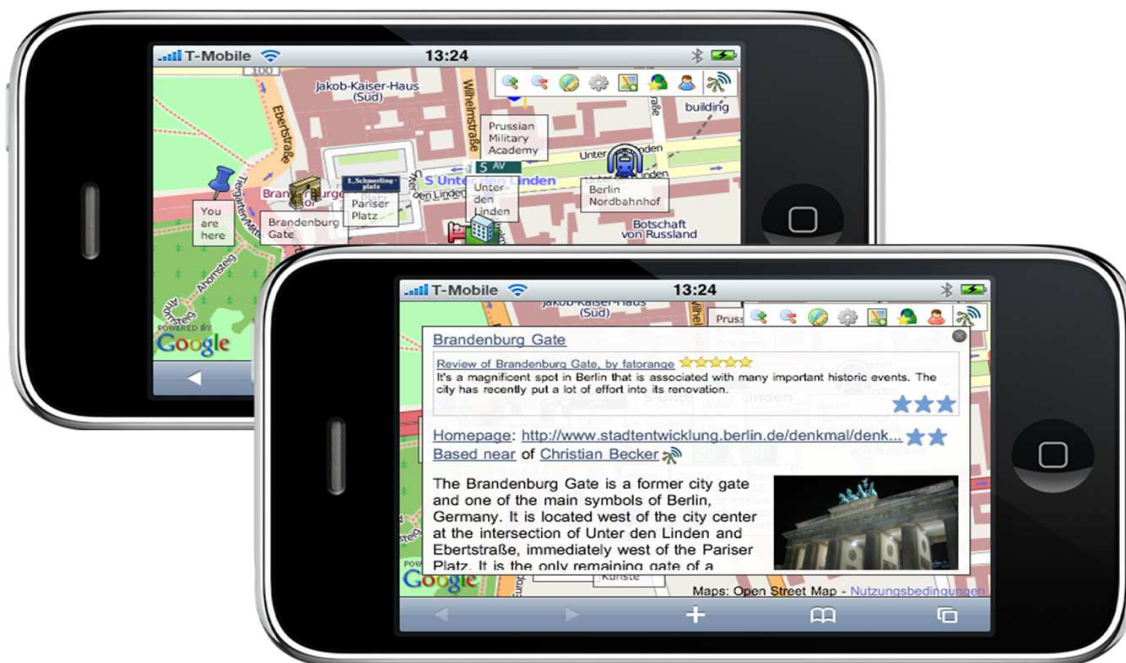 T-Mobile
13:24
100
Jakob-Kaiser-Haus
(Süd)
Ebertstraße
Wilhelmstraße
building
Prussian
Military
Academy
5 AV
S Unter den Linden
Unter-
den
Linden
Berlin
Nordbahnhof
You
are
here
Brandenburg
Gate
Pariser
Platz
Botschaft
von Russland
Ahornsteig
POWERED BY
Google
T-Mobile
13:24
Jakob-Kaiser-Haus
(Süd)
Brandenburg Gate
Review of Brandenburg Gate, by fatorange
It's a magnificent spot in Berlin that is associated with many important historic events. The
city has recently put a lot of effort into its renovation.
Homepage: http://www.stadtentwicklung.berlin.de/denkmal/denk...
Based near of Christian Becker
The Brandenburg Gate is a former city gate
and one of the main symbols of Berlin,
Germany. It is located west of the city center
at the intersection of Unter den Linden and
Ebertstraße, immediately west of the Pariser
Platz. It is the only remaining gate of a
Google
Künste
Maps: Open Street Map - Nutzungsbedingungen